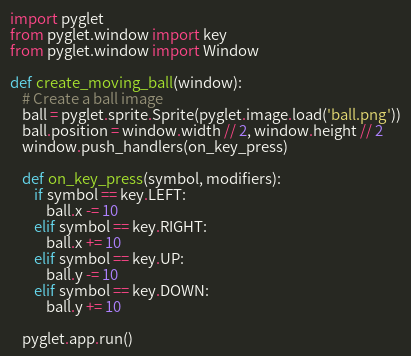 import pyglet
from pyglet.window import key
from pyglet.window import Window

def create_moving_ball(window):
    # Create a ball image
    ball = pyglet.sprite.Sprite(pyglet.image.load('ball.png'))
    ball.position = window.width // 2, window.height // 2
    window.push_handlers(on_key_press)

    def on_key_press(symbol, modifiers):
        if symbol == key.LEFT:
            ball.x -= 10
        elif symbol == key.RIGHT:
            ball.x += 10
        elif symbol == key.UP:
            ball.y -= 10
        elif symbol == key.DOWN:
            ball.y += 10

    pyglet.app.run()